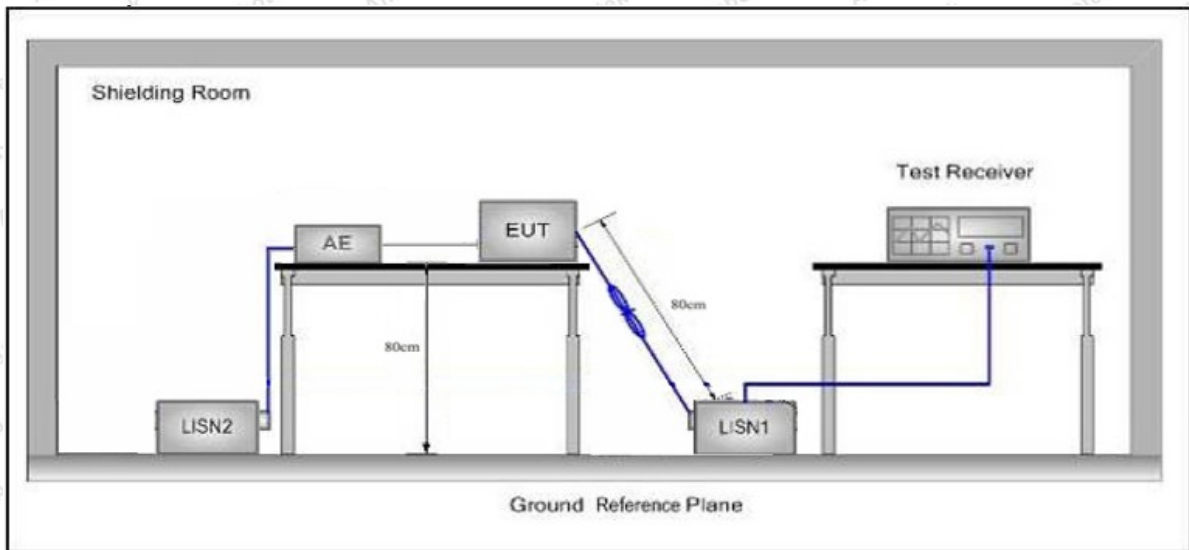 Shielding Room
Test Receiver
AE
EUT
80cm
80cm
LISN2
LISN1
Ground Reference Plane